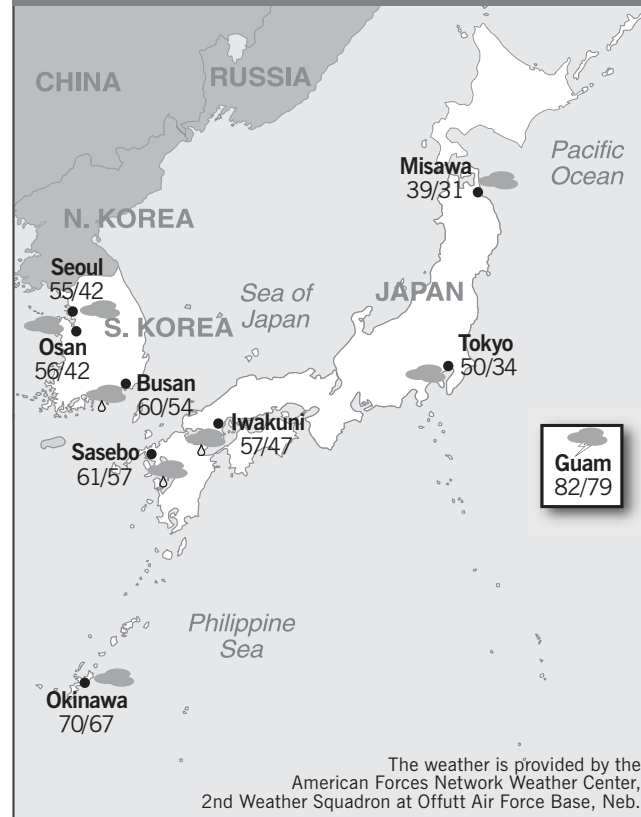 CHINA
RUSSIA
Pacific
Ocean
Misawa
39/31
N. KOREA
Seoul
55/42
Sea of
Japan
JAPAN
S. KOREA
Osan
56/42
Tokyo
50/34
Busan
60/54
Iwakuni
57/47
Sasebo
61/57
Guam
82/79
Philippine
Sea
Okinawa
70/67
The weather is provided by the
American Forces Network Weather Center,
2nd Weather Squadron at Offutt Air Force Base, Neb.